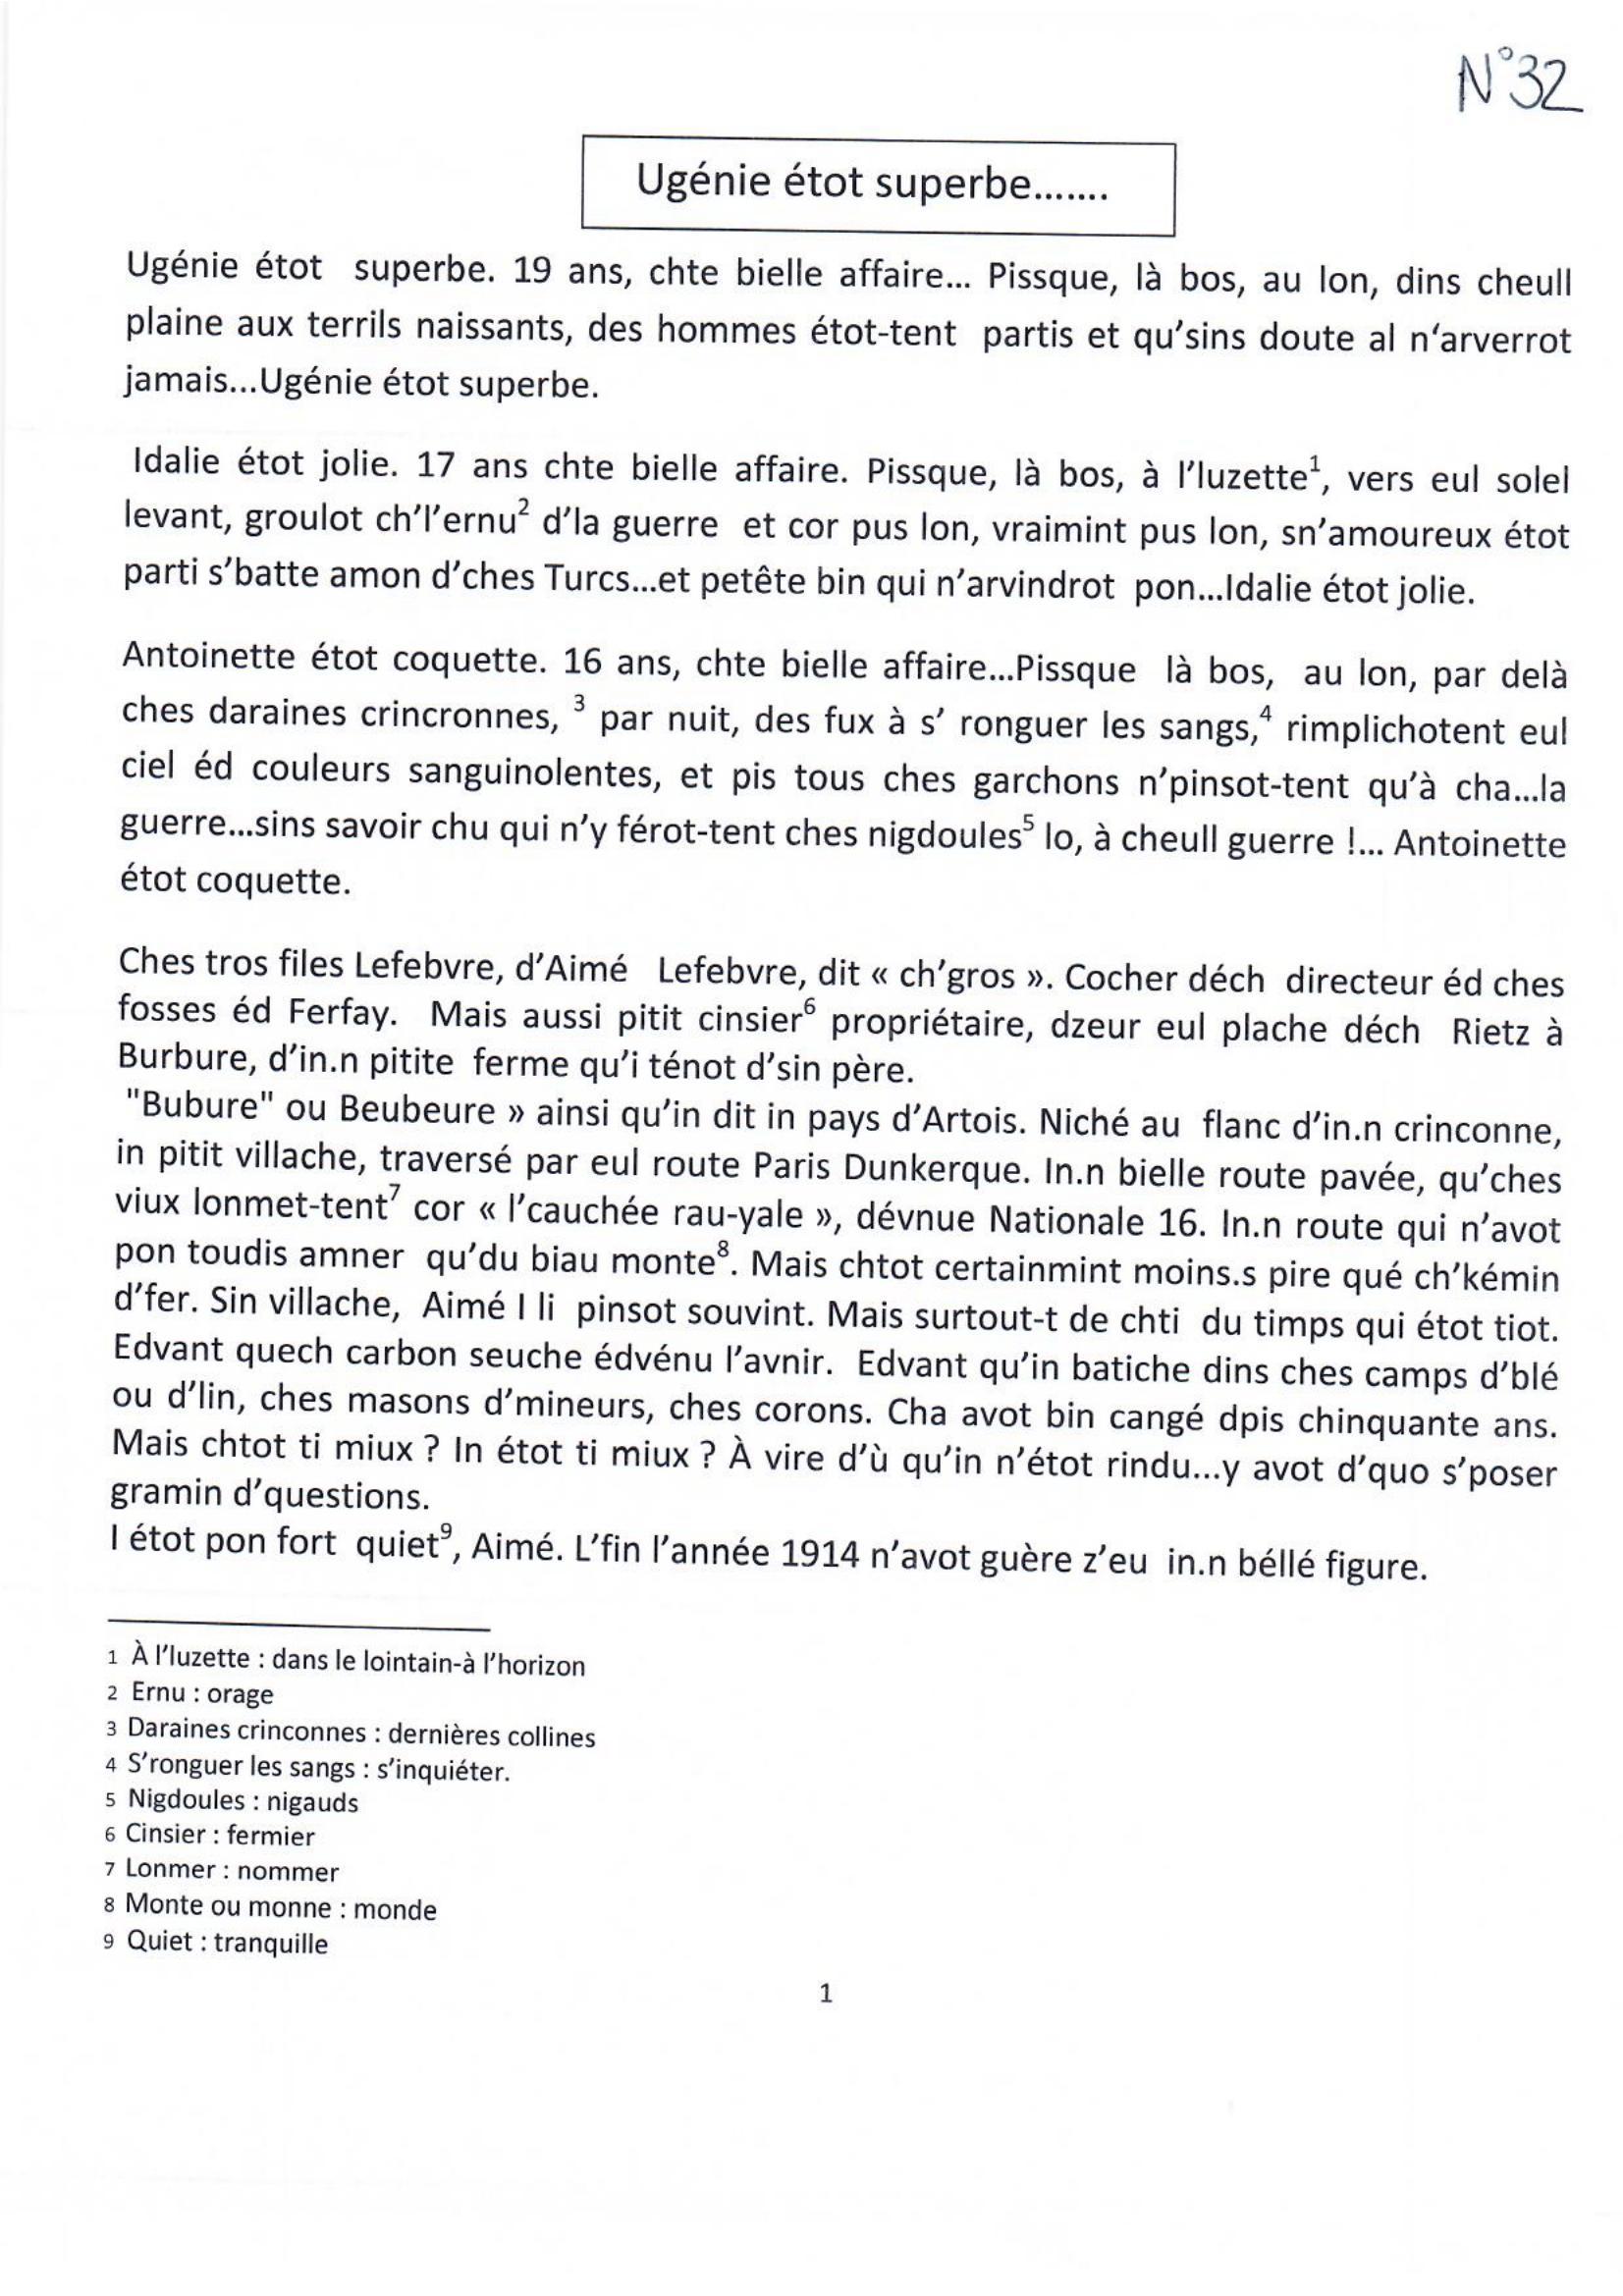 N°32
Ugénie étot superbe.......
Ugénie étot superbe. 19 ans, chte bielle affaire... Pissque, là bos, au lon, dins cheull
plaine aux terrils naissants, des hommes étot-tent partis et qu'sins doute al n'arverrot
jamais...Ugénie étot superbe.
Idalie étot jolie. 17 ans chte bielle affaire. Pissque, là bos, à l'luzette1, vers eul solel
levant, groulot ch'l'ernu2 d'la guerre et cor pus lon, vraimint pus lon, sn'amoureux étot
parti s'batte amon d'ches Turcs...et petête bin qui n'arvindrot pon...Idalie étot jolie.
Antoinette étot coquette. 16 ans, chte bielle affaire...Pissque là bos, au lon, par delà
ches daraines crincronnes, 3 par nuit, des fux à s' ronguer les sangs,4 rimplichotent eul
ciel éd couleurs sanguinolentes, et pis tous ches garchons n'pinsot-tent qu'à cha...la
guerre...sins savoir chu qui n'y férot-tent ches nigdoules5 lo, à cheull guerre !... Antoinette
étot coquette.
Ches tros files Lefebvre, d'Aimé Lefebvre, dit « ch'gros ». Cocher déch directeur éd ches
fosses éd Ferfay. Mais aussi pitit cinsier6 propriétaire, dzeur eul plache déch Rietz à
Burbure, d'in.n pitite ferme qu'i ténot d'sin père.
"Bubure" ou Beubeure » ainsi qu'in dit in pays d'Artois. Niché au flanc d'in.n crinconne,
in pitit villache, traversé par eul route Paris Dunkerque. In.n bielle route pavée, qu'ches
viux lonmet-tent7 cor « l'cauchée rau-yale », dévnue Nationale 16. In.n route qui n'avot
pon toudis amner qu'du biau monte8. Mais chtot certainmint moins.s pire qué ch'kémin
d'fer. Sin villache, Aimé I li pinsot souvint. Mais surtout-t de chti du timps qui étot tiot.
Edvant quech carbon seuche édvénu l'avnir. Edvant qu'in batiche dins ches camps d'blé
ou d'lin, ches masons d'mineurs, ches corons. Cha avot bin cangé dpis chinquante ans.
Mais chtot ti miux ? In étot ti miux ? À vire d'ù qu'in n'étot rindu...y avot d'quo s'poser
gramin d'questions.
I étot pon fort quiet9, Aimé. L'fin l'année 1914 n'avot guère z'eu in.n béllé figure.
1 À l'luzette : dans le lointain-à l'horizon
2 Ernu : orage
3 Daraines crinconnes : dernières collines
4 S'ronguer les sangs : s'inquiéter.
5 Nigdoules : nigauds
6 Cinsier : fermier
7 Lonmer : nommer
8 Monte ou monne : monde
9 Quiet : tranquille
1